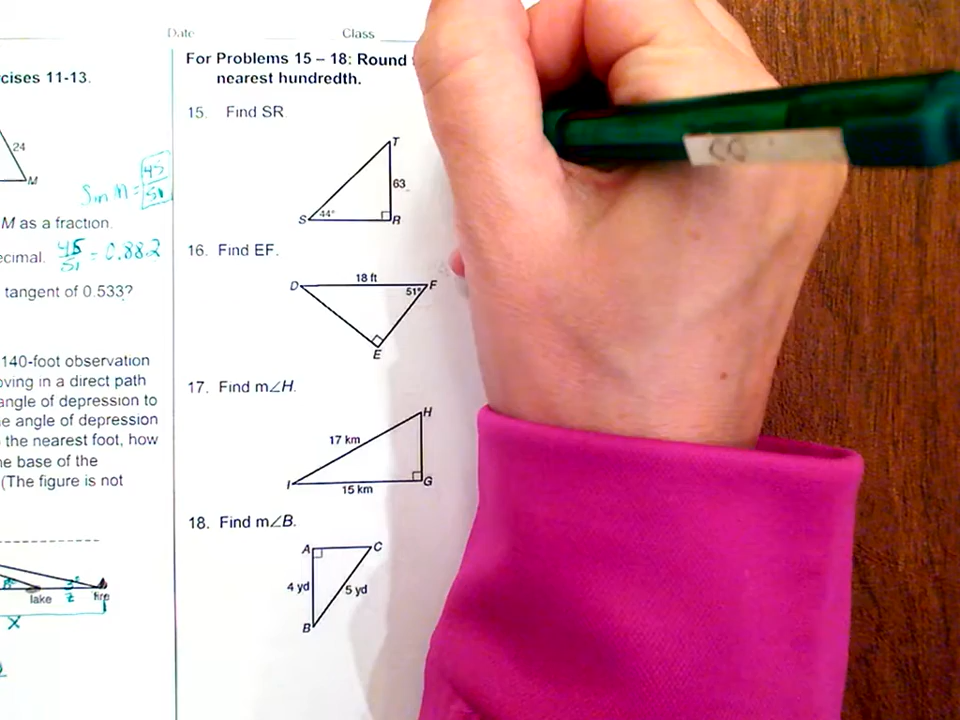 Date
Class
cises 11-13.
24
M
Sin M = 45/51
M as a fraction.
ecimal. 45/51 = 0.882
tangent of 0.533?
140-foot observation
oving in a direct path
angle of depression to
e angle of depression
the nearest foot, how
e base of the
(The figure is not
lake
z
fire
x
For Problems 15 – 18: Round
nearest hundredth.
15. Find SR
T
63
S
44°
R
16. Find EF.
D
18 ft
51°
F
E
17. Find m∠H.
H
17 km
I
15 km
G
18. Find m∠B.
A
C
4 yd
5 yd
B